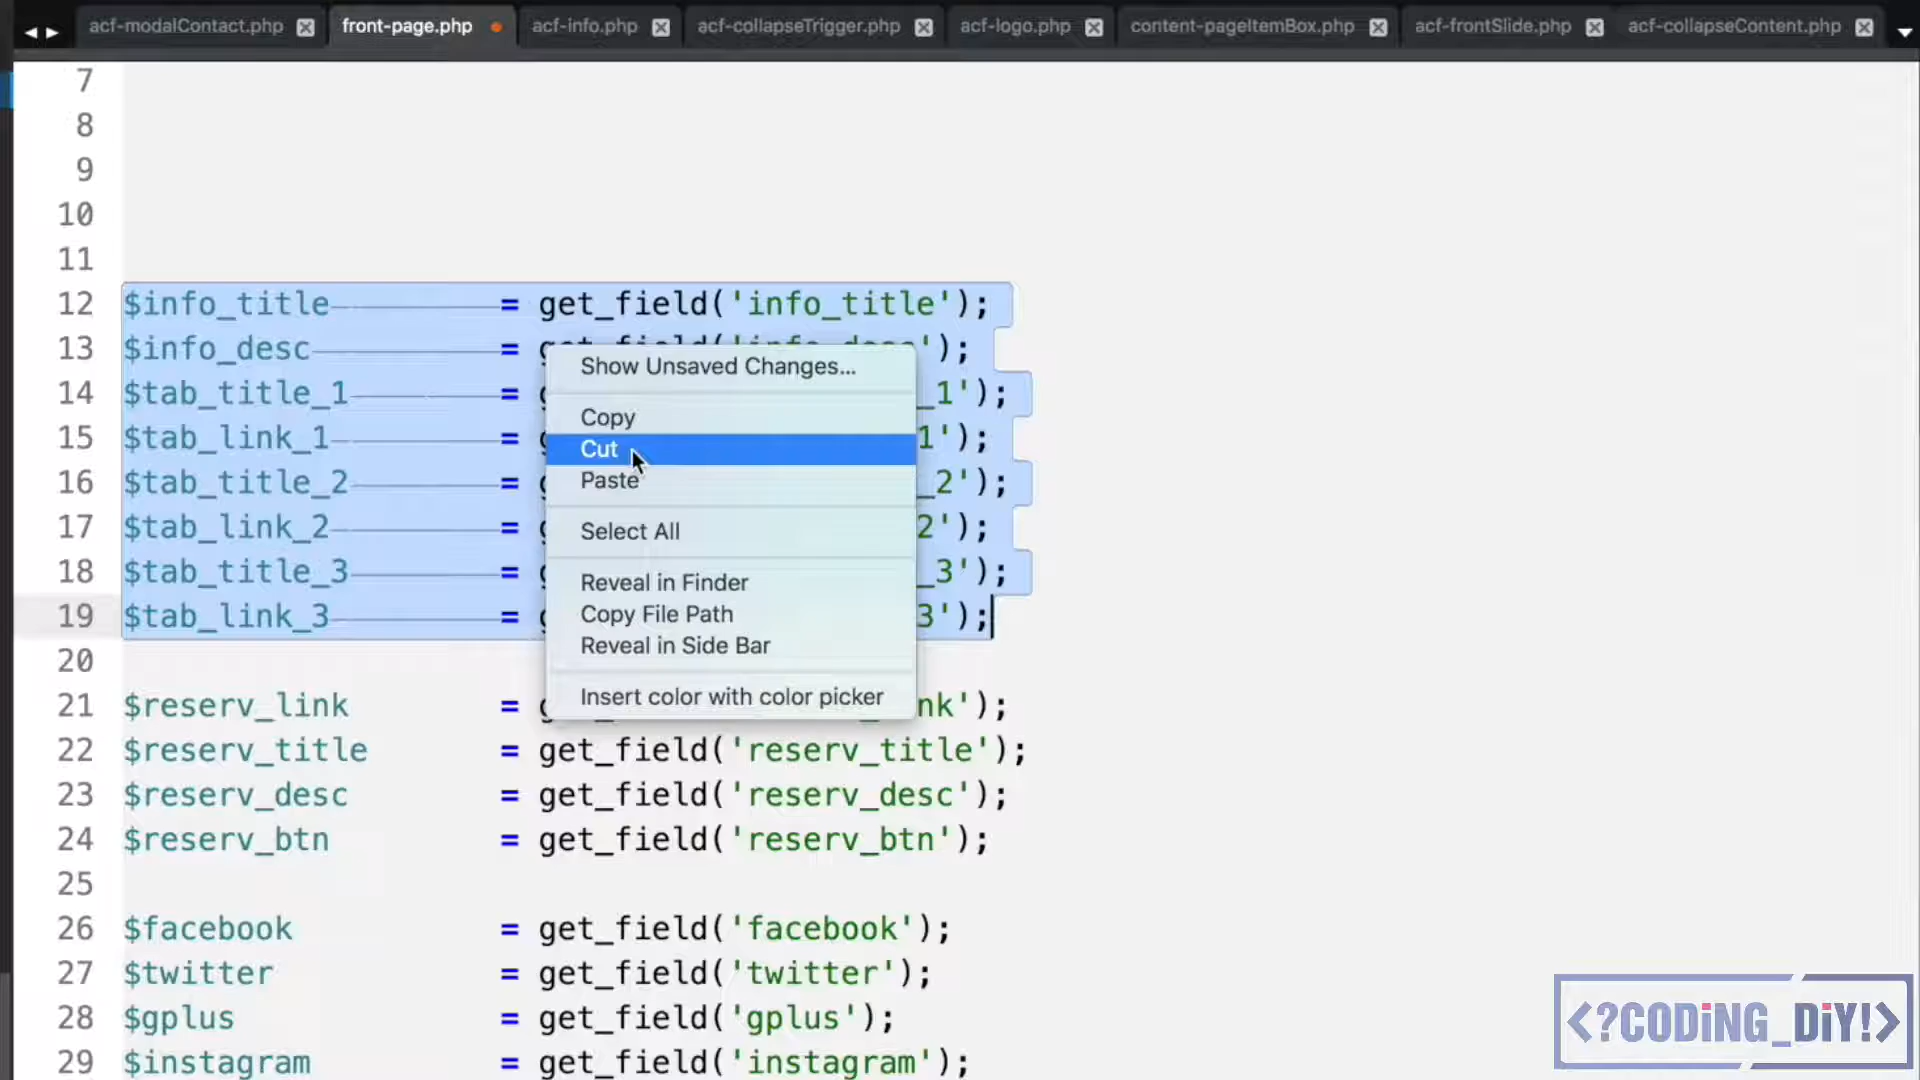 acf-modalContact.php front-page.php acf-info.php acf-collapseTrigger.php acf-logo.php content-pageItemBox.php acf-frontSlide.php acf-collapseContent.php
7
8
9
10
11
12 $info_title = get_field('info_title');
13 $info_desc = ');
14 $tab_title_1 = _1');
15 $tab_link_1 = 1');
16 $tab_title_2 = _2');
17 $tab_link_2 = 2');
18 $tab_title_3 = _3');
19 $tab_link_3 = 3');
20
21 $reserv_link = nk');
22 $reserv_title = get_field('reserv_title');
23 $reserv_desc = get_field('reserv_desc');
24 $reserv_btn = get_field('reserv_btn');
25
26 $facebook = get_field('facebook');
27 $twitter = get_field('twitter');
28 $gplus = get_field('gplus');
29 $instagram = get_field('instagram');
Show Unsaved Changes...
Copy
Cut
Paste
Select All
Reveal in Finder
Copy File Path
Reveal in Side Bar
Insert color with color picker
<?CODiNG_DiY!>